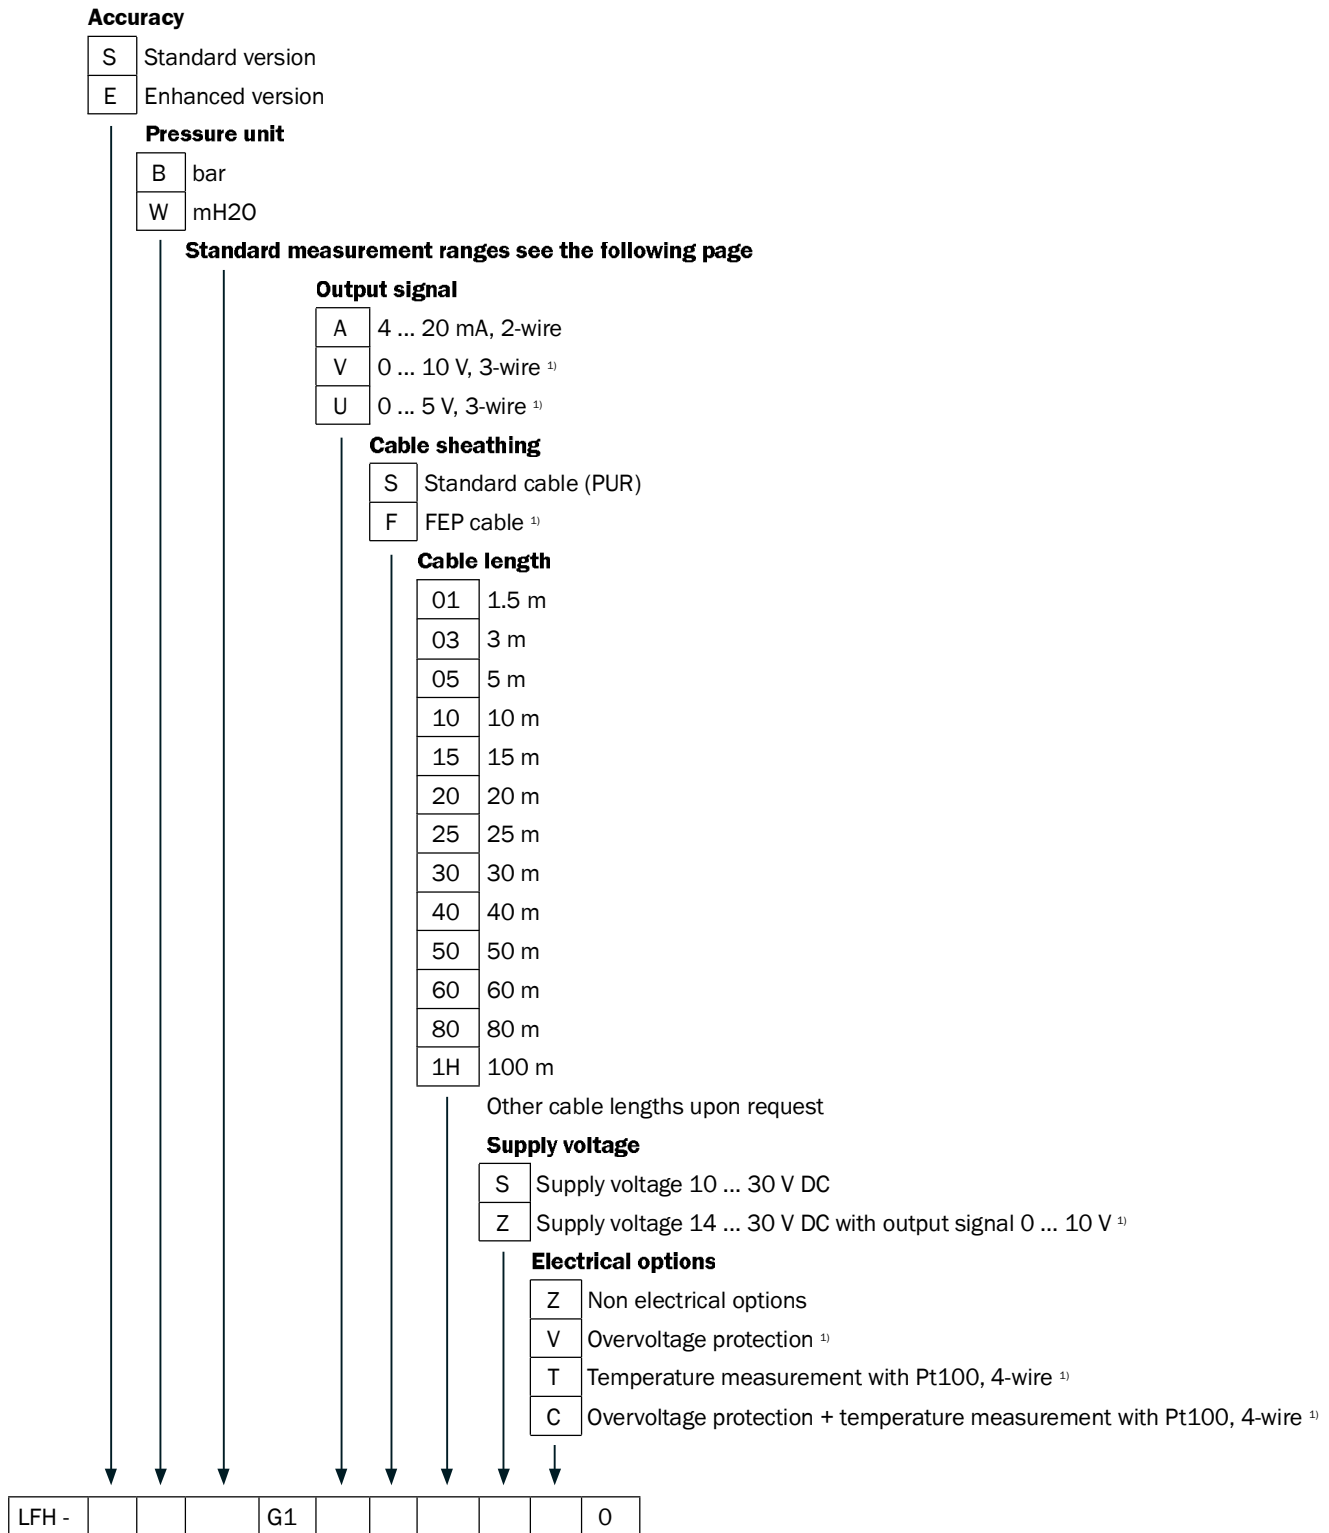 Accuracy
S Standard version
E Enhanced version
Pressure unit
B bar
W mH2O
Standard measurement ranges see the following page
Output signal
A 4 ... 20 mA, 2-wire
V 0 ... 10 V, 3-wire 1)
U 0 ... 5 V, 3-wire 1)
Cable sheathing
S Standard cable (PUR)
F FEP cable 1)
Cable length
01 1.5 m
03 3 m
05 5 m
10 10 m
15 15 m
20 20 m
25 25 m
30 30 m
40 40 m
50 50 m
60 60 m
80 80 m
1H 100 m
Other cable lengths upon request
Supply voltage
S Supply voltage 10 ... 30 V DC
Z Supply voltage 14 ... 30 V DC with output signal 0 ... 10 V 1)
Electrical options
Z Non electrical options
V Overvoltage protection 1)
T Temperature measurement with Pt100, 4-wire 1)
C Overvoltage protection + temperature measurement with Pt100, 4-wire 1)
LFH - G1 0